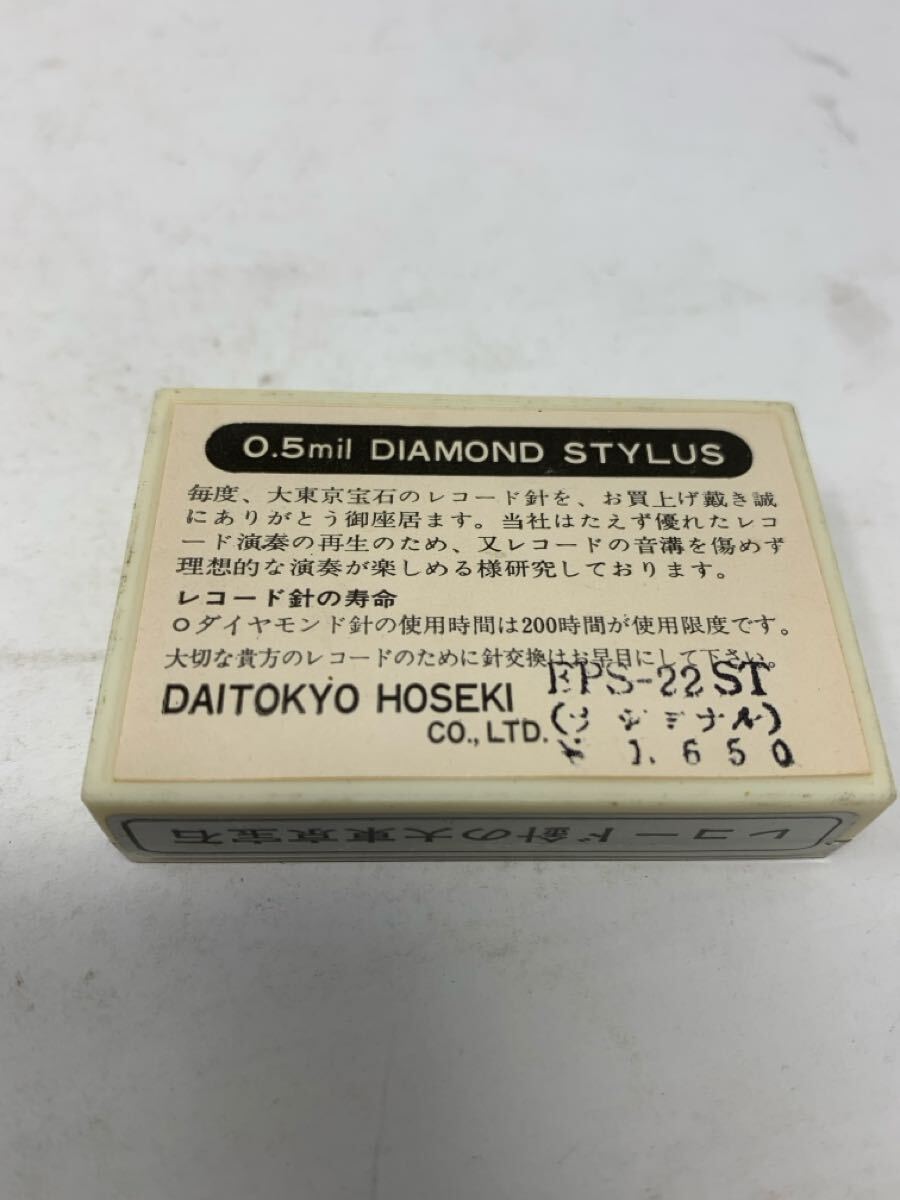 0.5mil DIAMOND STYLUS
毎度、大東京宝石のレコード針を、お買上げ戴き誠
にありがとう御座居ます。当社はたえず優れたレコ
ード演奏の再生のため、又レコードの音溝を傷めず
理想的な演奏が楽しめる様研究しております。
レコード針の寿命
○ダイヤモンド針の使用時間は200時間が使用限度です。
大切な貴方のレコードのために針交換はお早目にして下さい。
EPS-22ST
DAITOKYO HOSEKI
CO., LTD.
(ナショナル)
¥ 1.650
レコード針の大東京宝石